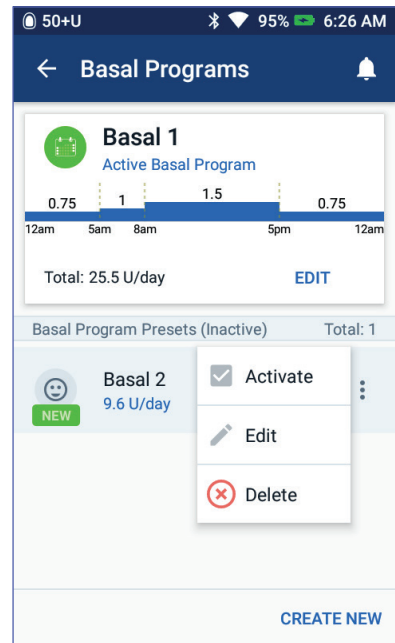 50+U 95% 6:26 AM
Basal Programs
Basal 1
Active Basal Program
0.75 1 1.5 0.75
12am 5am 8am 5pm 12am
Total: 25.5 U/day EDIT
Basal Program Presets (Inactive) Total: 1
Basal 2
9.6 U/day
NEW
Activate
Edit
Delete
CREATE NEW